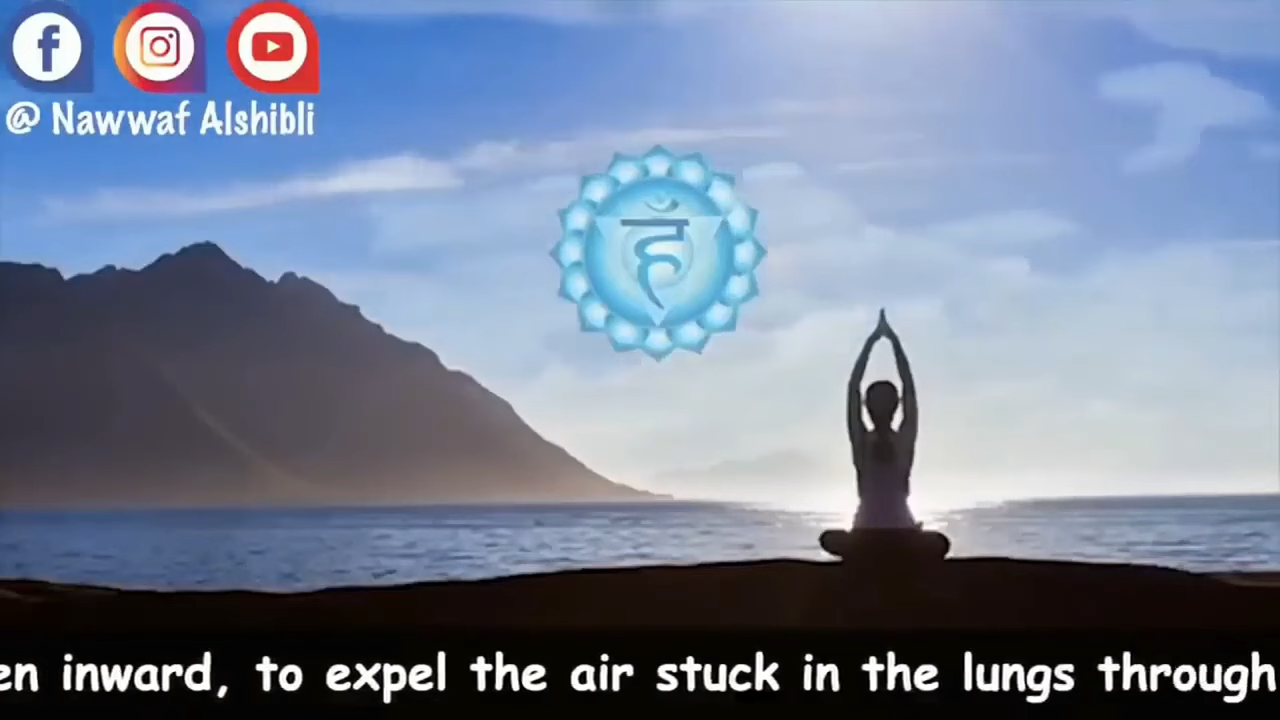 @ Nawwaf Alshibli
हं
en inward, to expel the air stuck in the lungs through